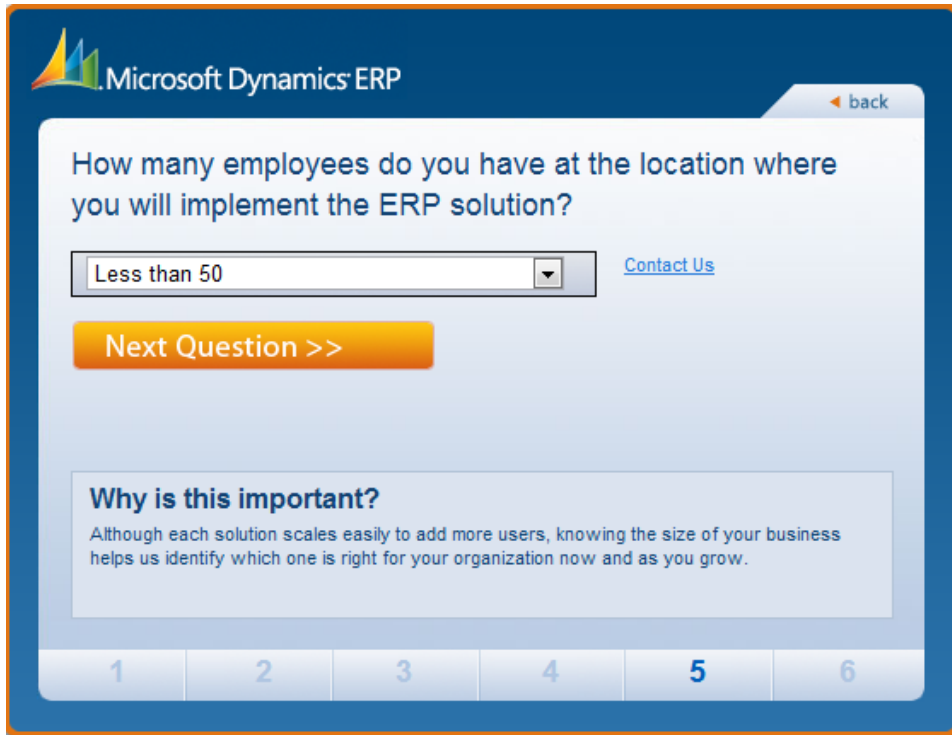 Microsoft Dynamics ERP
back
How many employees do you have at the location where
you will implement the ERP solution?
Less than 50
Contact Us
Next Question >>
Why is this important?
Although each solution scales easily to add more users, knowing the size of your business
helps us identify which one is right for your organization now and as you grow.
1 2 3 4 5 6